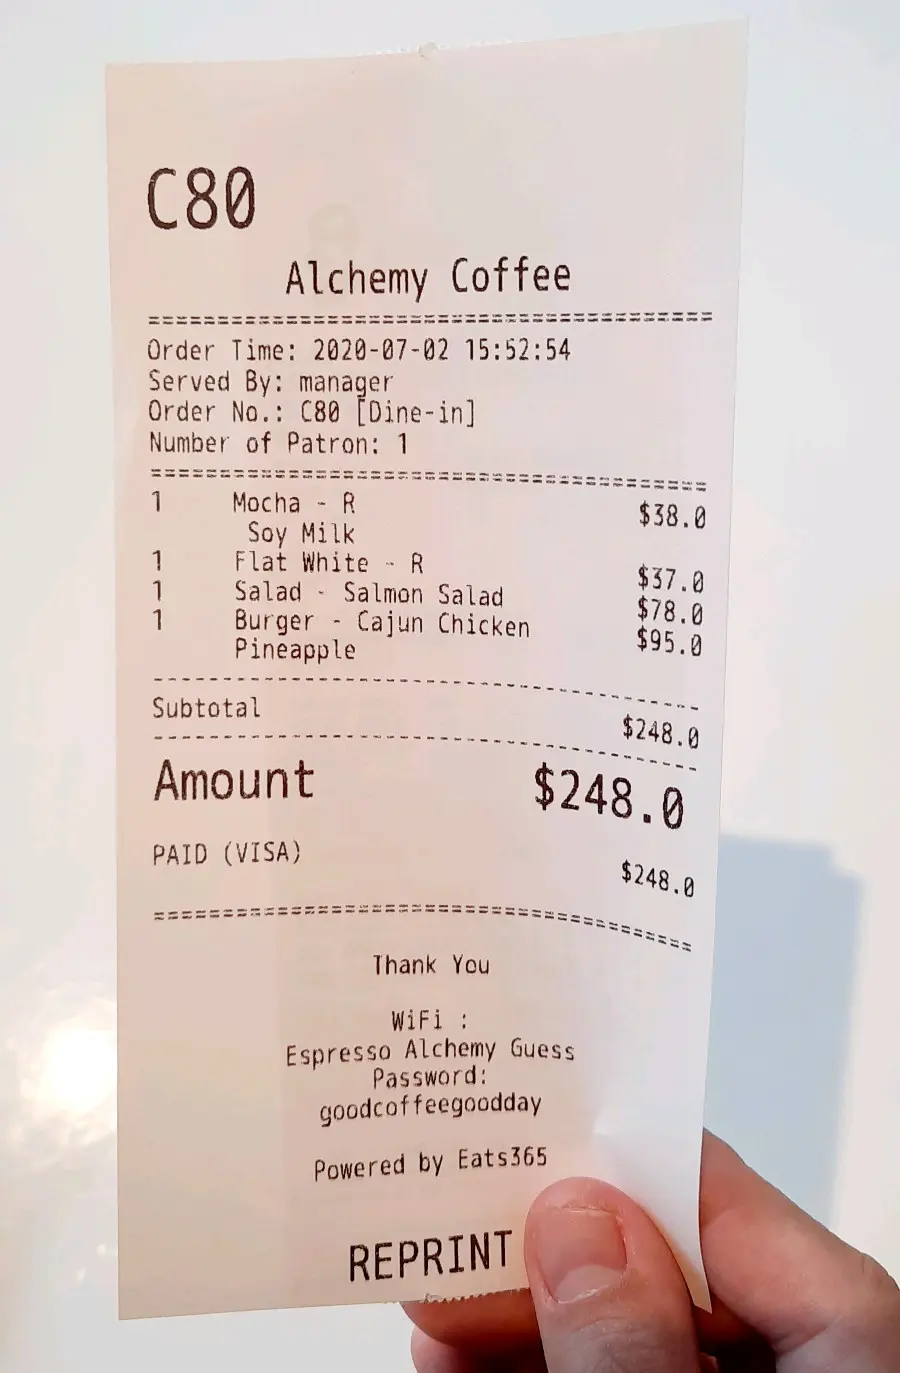 C80
Alchemy Coffee
=========================================
Order Time: 2020-07-02 15:52:54
Served By: manager
Order No.: C80 [Dine-in]
Number of Patron: 1
=========================================
1 Mocha - R $38.0
Soy Milk
1 Flat White - R $37.0
1 Salad - Salmon Salad $78.0
1 Burger - Cajun Chicken $95.0
Pineapple
-----------------------------------------
Subtotal $248.0
-----------------------------------------
Amount $248.0
PAID (VISA) $248.0
=========================================
Thank You
WiFi :
Espresso Alchemy Guess
Password:
goodcoffeegoodday
Powered by Eats365
REPRINT